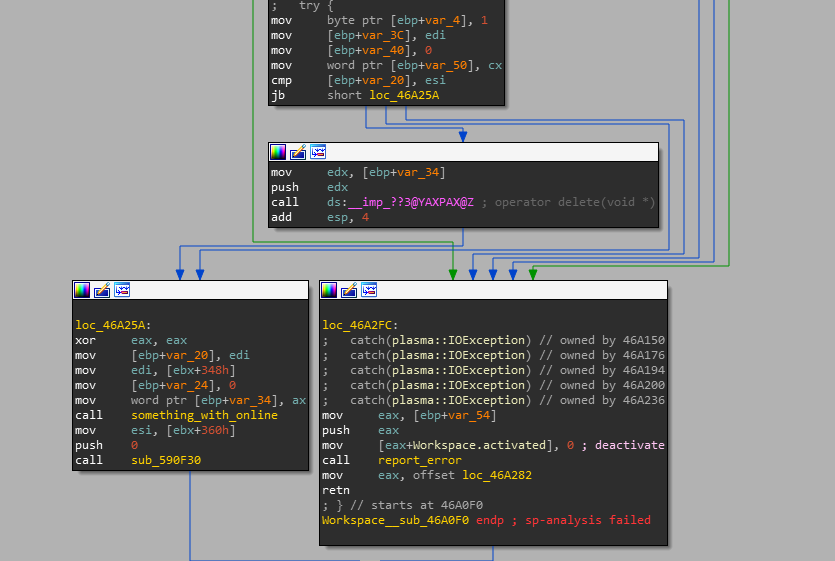 ;   try {
mov     byte ptr [ebp+var_4], 1
mov     [ebp+var_3C], edi
mov     [ebp+var_40], 0
mov     word ptr [ebp+var_50], cx
cmp     [ebp+var_20], esi
jb      short loc_46A25A
mov     edx, [ebp+var_34]
push    edx
call    ds:__imp_??3@YAXPAX@Z ; operator delete(void *)
add     esp, 4
loc_46A25A:
xor     eax, eax
mov     [ebp+var_20], edi
mov     edi, [ebx+348h]
mov     [ebp+var_24], 0
mov     word ptr [ebp+var_34], ax
call    something_with_online
mov     esi, [ebx+360h]
push    0
call    sub_590F30
loc_46A2FC:
;   catch(plasma::IOException) // owned by 46A150
;   catch(plasma::IOException) // owned by 46A176
;   catch(plasma::IOException) // owned by 46A194
;   catch(plasma::IOException) // owned by 46A200
;   catch(plasma::IOException) // owned by 46A236
mov     eax, [ebp+var_54]
push    eax
mov     [eax+Workspace.activated], 0 ; deactivate
call    report_error
mov     eax, offset loc_46A282
retn
; } // starts at 46A0F0
Workspace__sub_46A0F0 endp ; sp-analysis failed